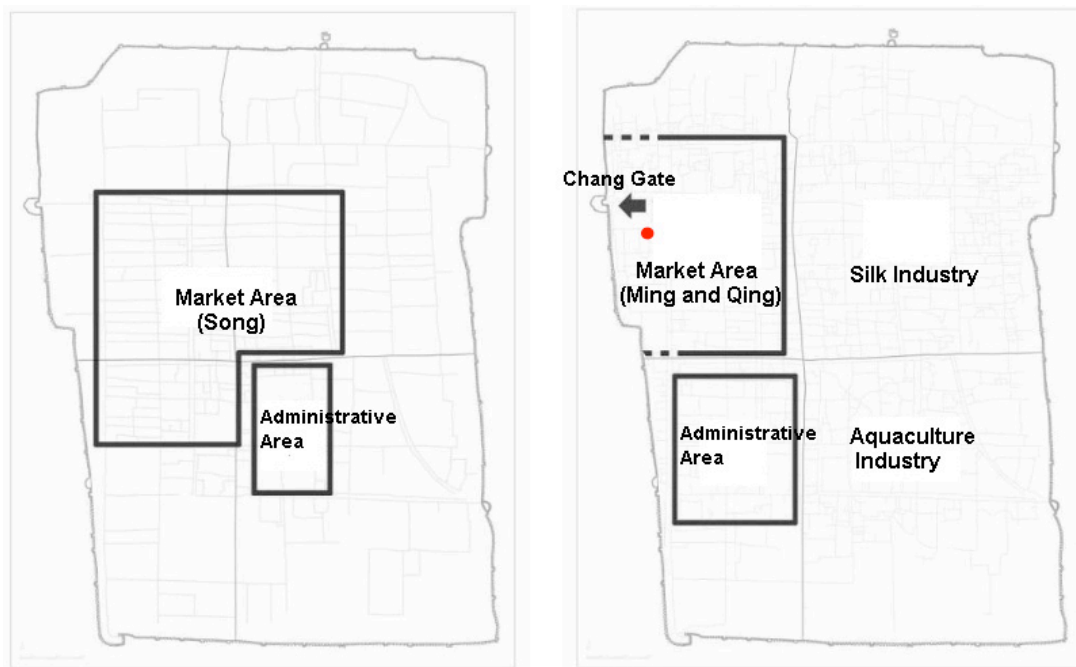 Market Area
(Song)
Administrative
Area
Chang Gate
Market Area
(Ming and Qing)
Silk Industry
Administrative
Area
Aquaculture
Industry